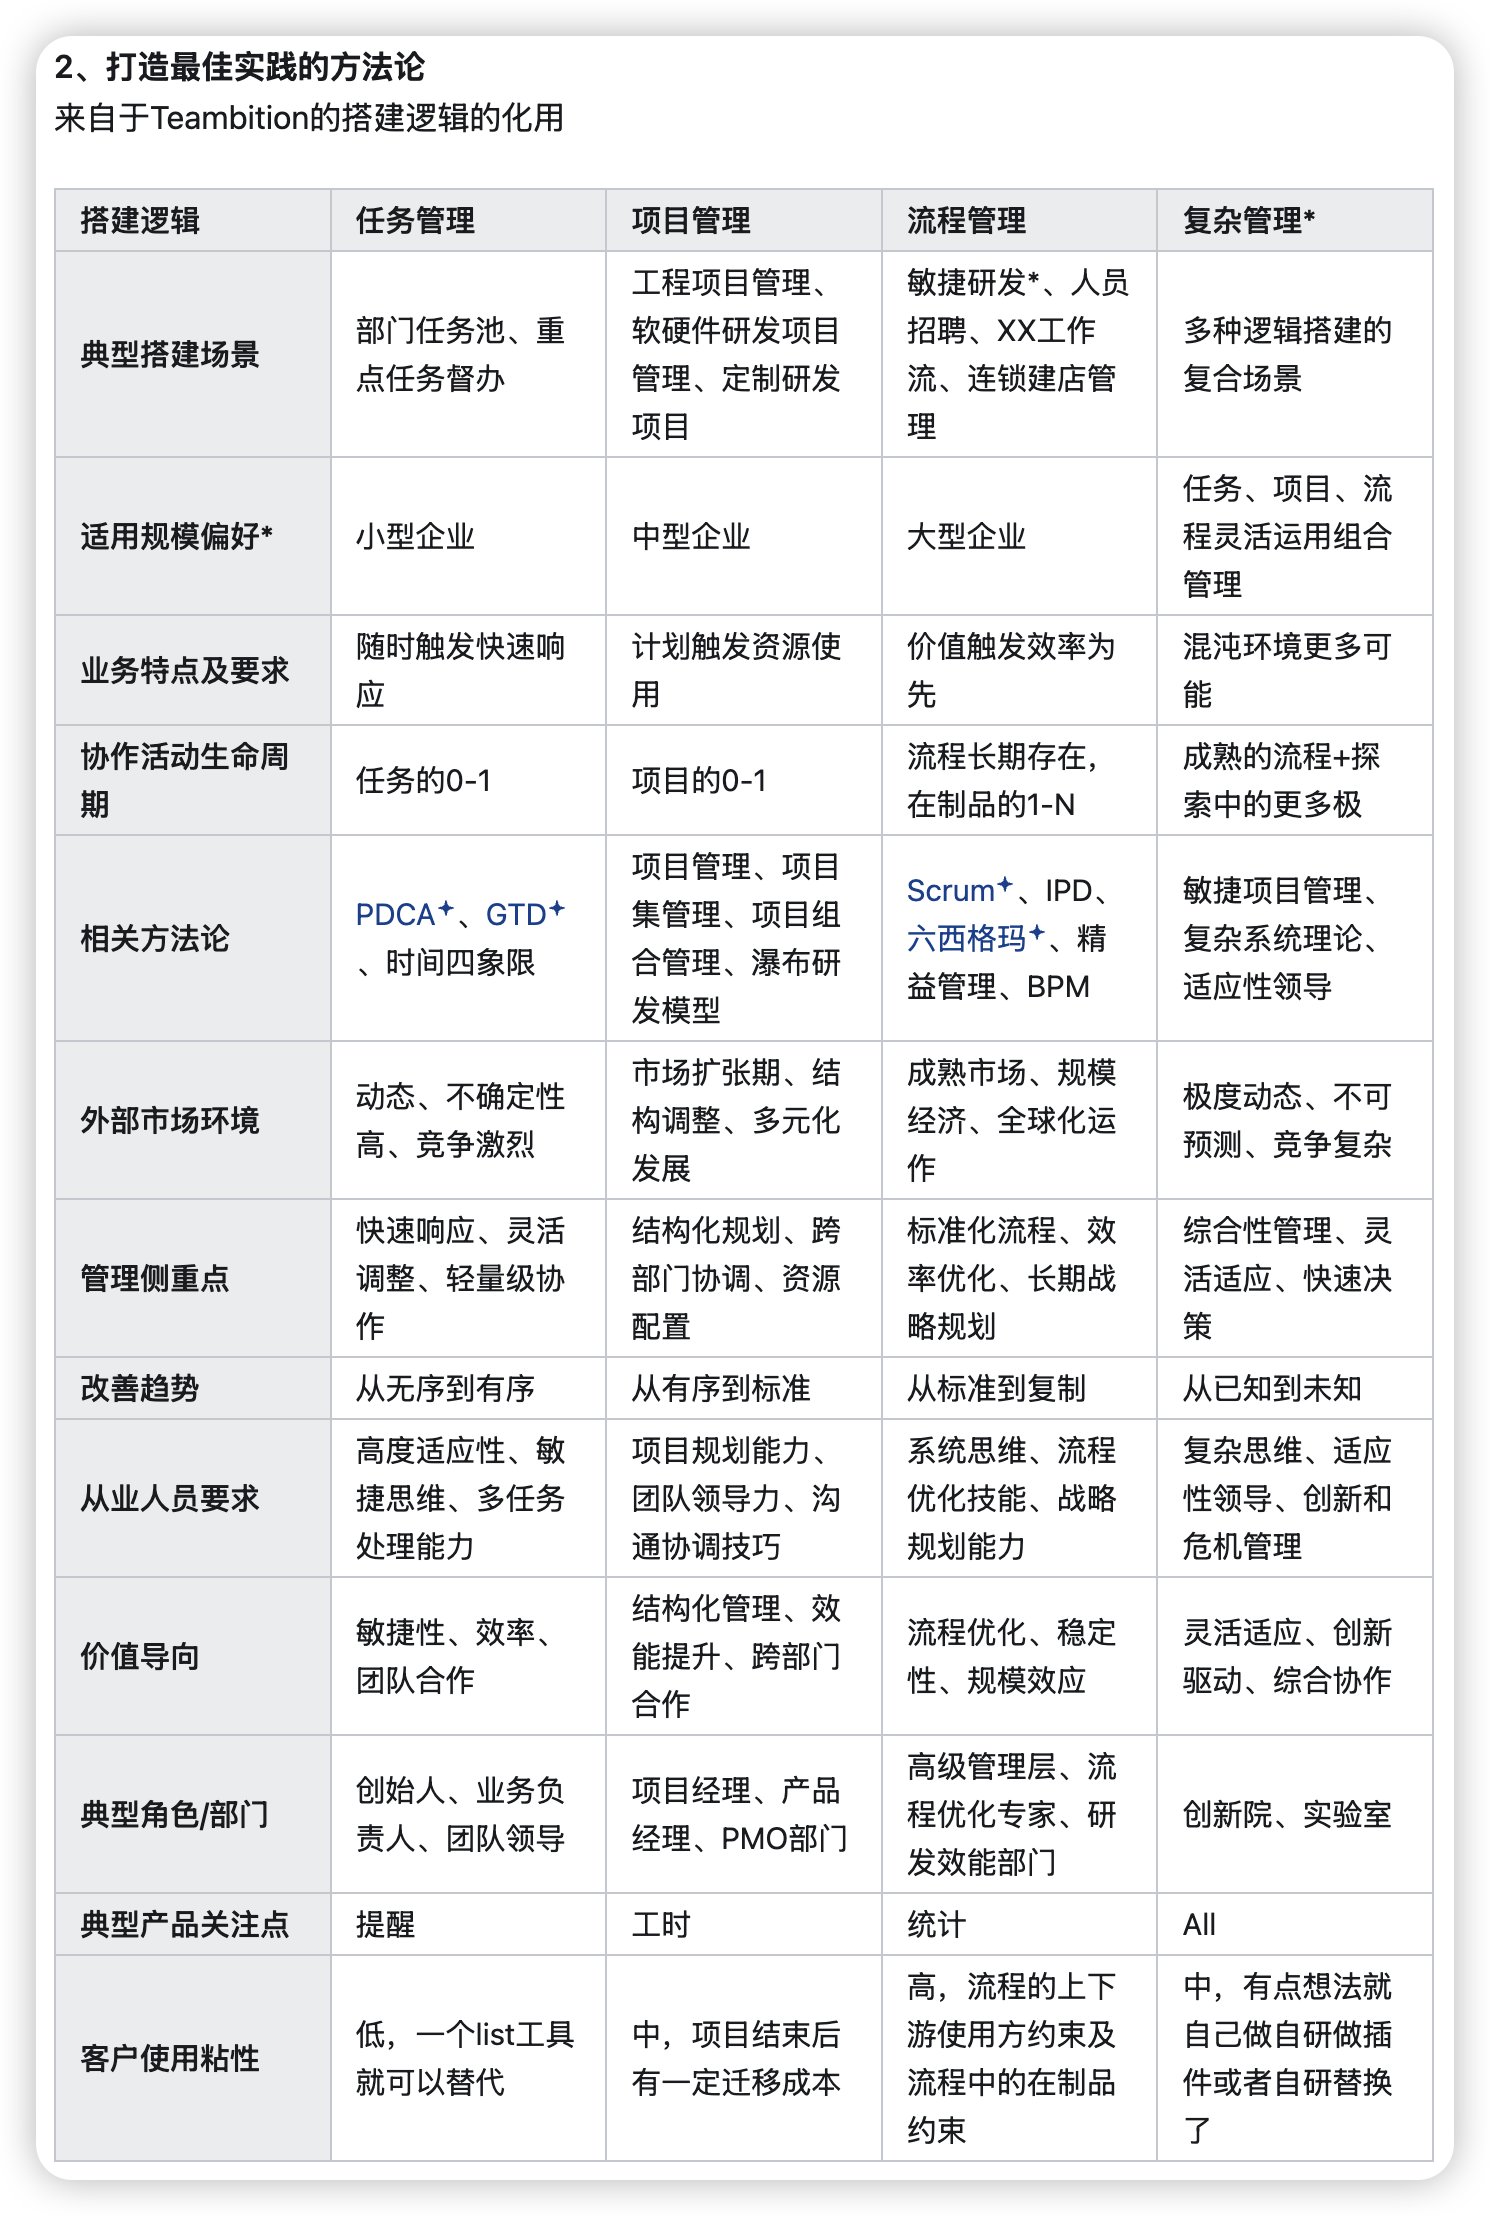 2、打造最佳实践的方法论
来自于Teambition的搭建逻辑的化用
搭建逻辑
任务管理
项目管理
流程管理
复杂管理*
典型搭建场景
部门任务池、重
点任务督办
工程项目管理、
软硬件研发项目
管理、定制研发
项目
敏捷研发*、人员
招聘、XX工作
流、连锁建店管
理
多种逻辑搭建的
复合场景
适用规模偏好*
小型企业
中型企业
大型企业
任务、项目、流
程灵活运用组合
管理
业务特点及要求
随时触发快速响
应
计划触发资源使
用
价值触发效率为
先
混沌环境更多可
能
协作活动生命周
期
任务的0-1
项目的0-1
流程长期存在，
在制品的1-N
成熟的流程+探
索中的更多极
相关方法论
PDCA、GTD
、时间四象限
项目管理、项目
集管理、项目组
合管理、瀑布研
发模型
Scrum、IPD、
六西格玛、精
益管理、BPM
敏捷项目管理、
复杂系统理论、
适应性领导
外部市场环境
动态、不确定性
高、竞争激烈
市场扩张期、结
构调整、多元化
发展
成熟市场、规模
经济、全球化运
作
极度动态、不可
预测、竞争复杂
管理侧重点
快速响应、灵活
调整、轻量级协
作
结构化规划、跨
部门协调、资源
配置
标准化流程、效
率优化、长期战
略规划
综合性管理、灵
活适应、快速决
策
改善趋势
从无序到有序
从有序到标准
从标准到复制
从已知到未知
从业人员要求
高度适应性、敏
捷思维、多任务
处理能力
项目规划能力、
团队领导力、沟
通协调技巧
系统思维、流程
优化技能、战略
规划能力
复杂思维、适应
性领导、创新和
危机管理
价值导向
敏捷性、效率、
团队合作
结构化管理、效
能提升、跨部门
合作
流程优化、稳定
性、规模效应
灵活适应、创新
驱动、综合协作
典型角色/部门
创始人、业务负
责人、团队领导
项目经理、产品
经理、PMO部门
高级管理层、流
程优化专家、研
发效能部门
创新院、实验室
典型产品关注点
提醒
工时
统计
All
客户使用粘性
低，一个list工具
就可以替代
中，项目结束后
有一定迁移成本
高，流程的上下
游使用方约束及
流程中的在制品
约束
中，有点想法就
自己做自研做插
件或者自研替换
了